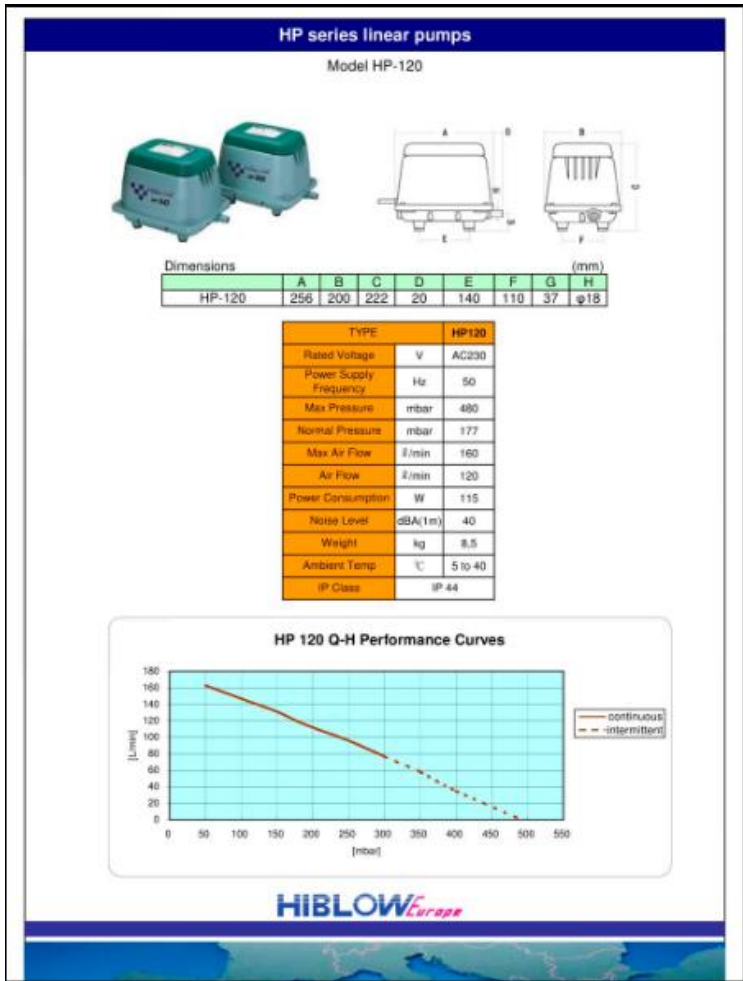 HP series linear pumps
Model HP-120
A
D
B
C
E
F
Dimensions (mm)
A B C D E F G H
HP-120 256 200 222 20 140 110 37 φ18
TYPE HP120
Rated Voltage V AC230
Power Supply Frequency Hz 50
Max Pressure mbar 480
Normal Pressure mbar 177
Max Air Flow ℓ/min 160
Air Flow ℓ/min 120
Power Consumption W 115
Noise Level dBA(1m) 40
Weight kg 8,5
Ambient Temp ℃ 5 to 40
IP Class IP 44
HP 120 Q-H Performance Curves
180
160
140
120
100
80
60
40
20
0
[L/min]
0 50 100 150 200 250 300 350 400 450 500 550
[mbar]
continuous
intermittent
HIBLOW Europe